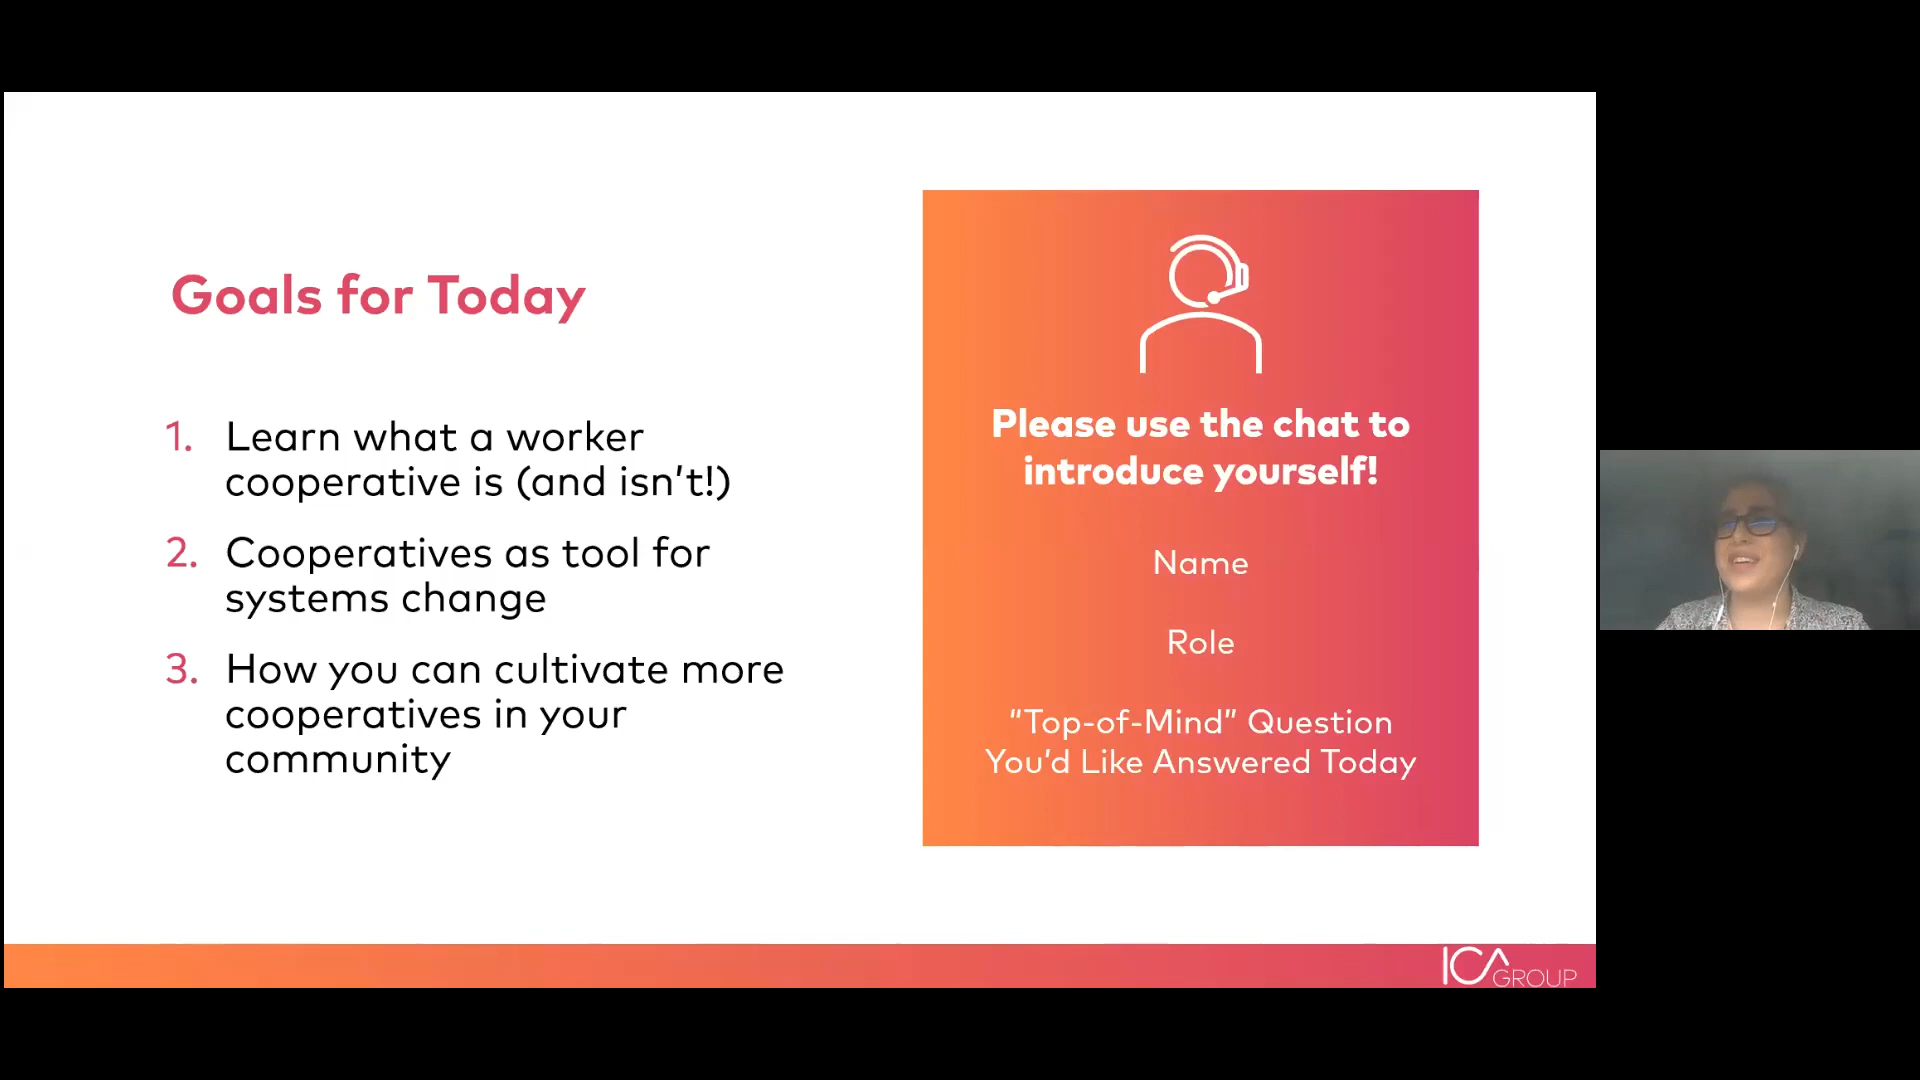 Goals for Today
1. Learn what a worker
cooperative is (and isn't!)
2. Cooperatives as tool for
systems change
3. How you can cultivate more
cooperatives in your
community
Please use the chat to
introduce yourself!
Name
Role
"Top-of-Mind" Question
You'd Like Answered Today
ICA GROUP